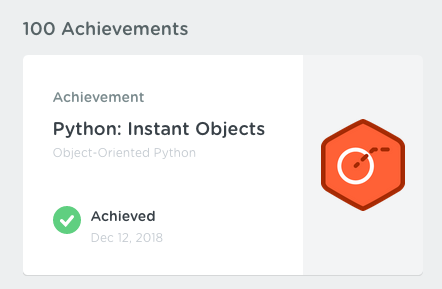 100 Achievements
Achievement
Python: Instant Objects
Object-Oriented Python
Achieved
Dec 12, 2018